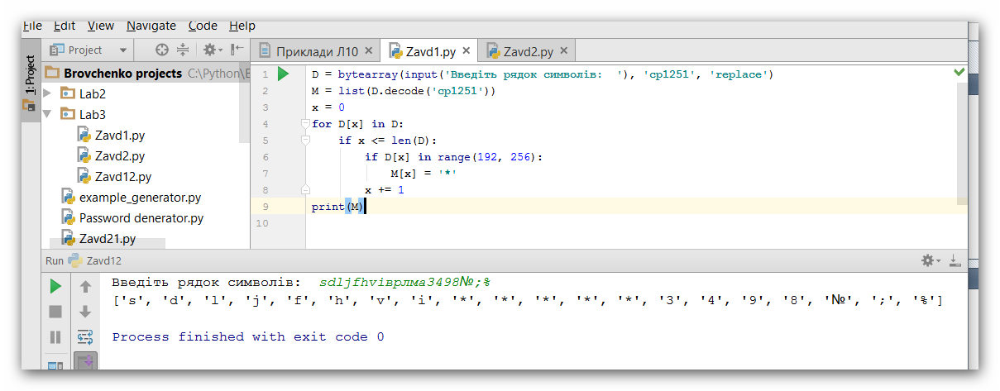 File Edit View Navigate Code Help
1: Project
Project
Приклади Л10 Zavd1.py Zavd2.py
Brovchenko projects C:\Python\
Lab2
Lab3
Zavd1.py
Zavd2.py
Zavd12.py
example_generator.py
Password denerator.py
Zavd21.py
1 D = bytearray(input('Введіть рядок символів:  '), 'cp1251', 'replace')
2 M = list(D.decode('cp1251'))
3 x = 0
4 for D[x] in D:
5     if x <= len(D):
6         if D[x] in range(192, 256):
7             M[x] = '*'
8         x += 1
9 print(M)
10
Run Zavd12
Введіть рядок символів:  sdljfhviврлма3498№;%
['s', 'd', 'l', 'j', 'f', 'h', 'v', 'i', '*', '*', '*', '*', '*', '3', '4', '9', '8', '№', ';', '%']
Process finished with exit code 0